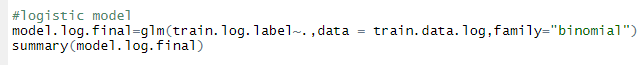 #logistic model
model.log.final=glm(train.log.label~.,data = train.data.log,family="binomial")
summary(model.log.final)